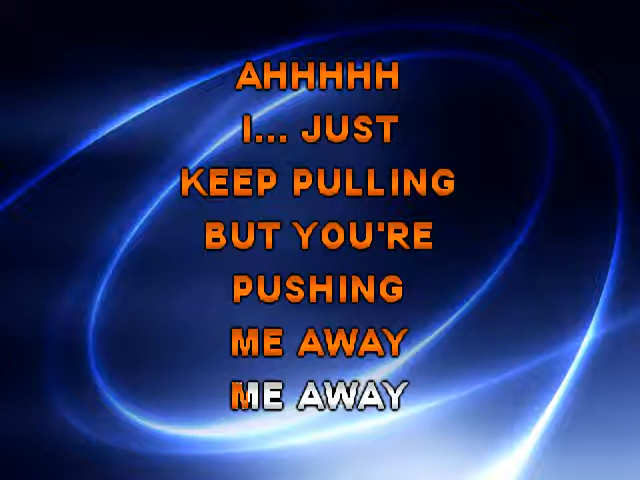 AHHHHH
I... JUST
KEEP PULLING
BUT YOU'RE
PUSHING
ME AWAY
ME AWAY